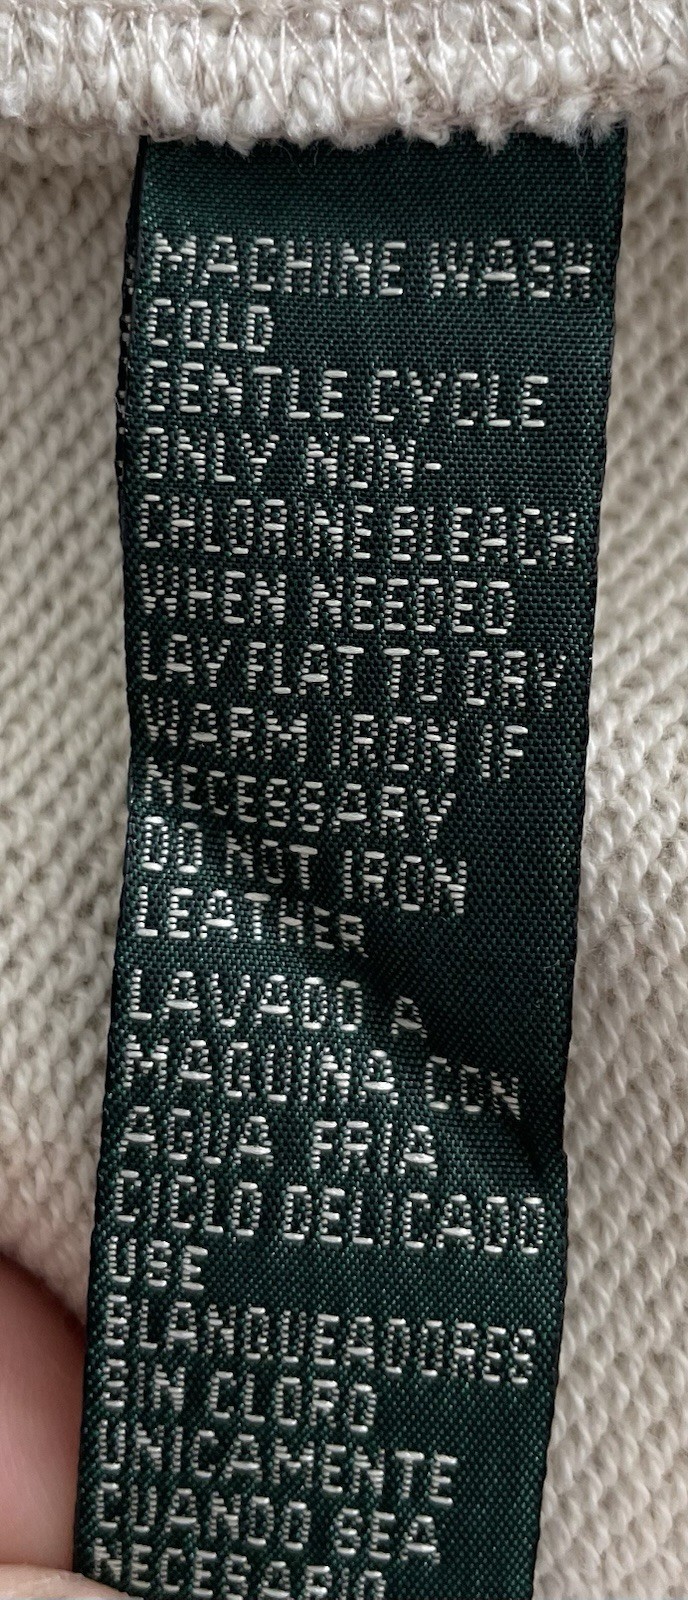 MACHINE WASH
COLD
GENTLE CYCLE
ONLY NON-
CHLORINE BLEACH
WHEN NEEDED
LAY FLAT TO DRY
WARM IRON IF
NECESSARY
DO NOT IRON
LEATHER
LAVADO A
MAQUINA CON
AGUA FRIA
CICLO DELICADO
USE
BLANQUEADORES
SIN CLORO
UNICAMENTE
CUANDO SEA
NECESARIO